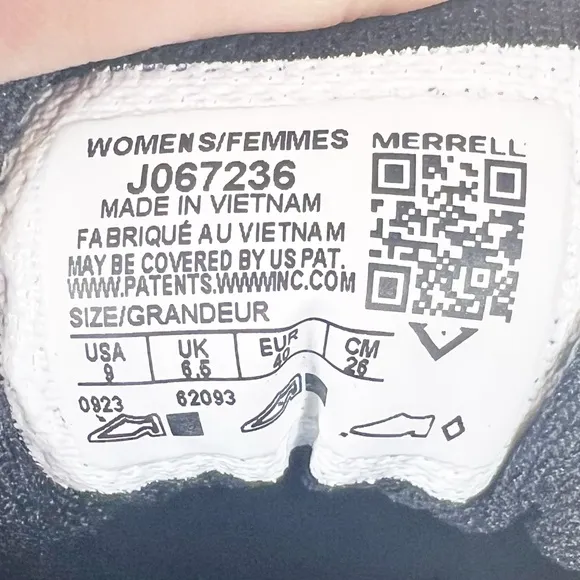 WOMENS/FEMMES
MERRELL
J067236
MADE IN VIETNAM
FABRIQUÉ AU VIETNAM
MAY BE COVERED BY US PAT.
WWW.PATENTS.WWWINC.COM
SIZE/GRANDEUR
USA UK EUR CM
9 6,5 40 26
0923 62093